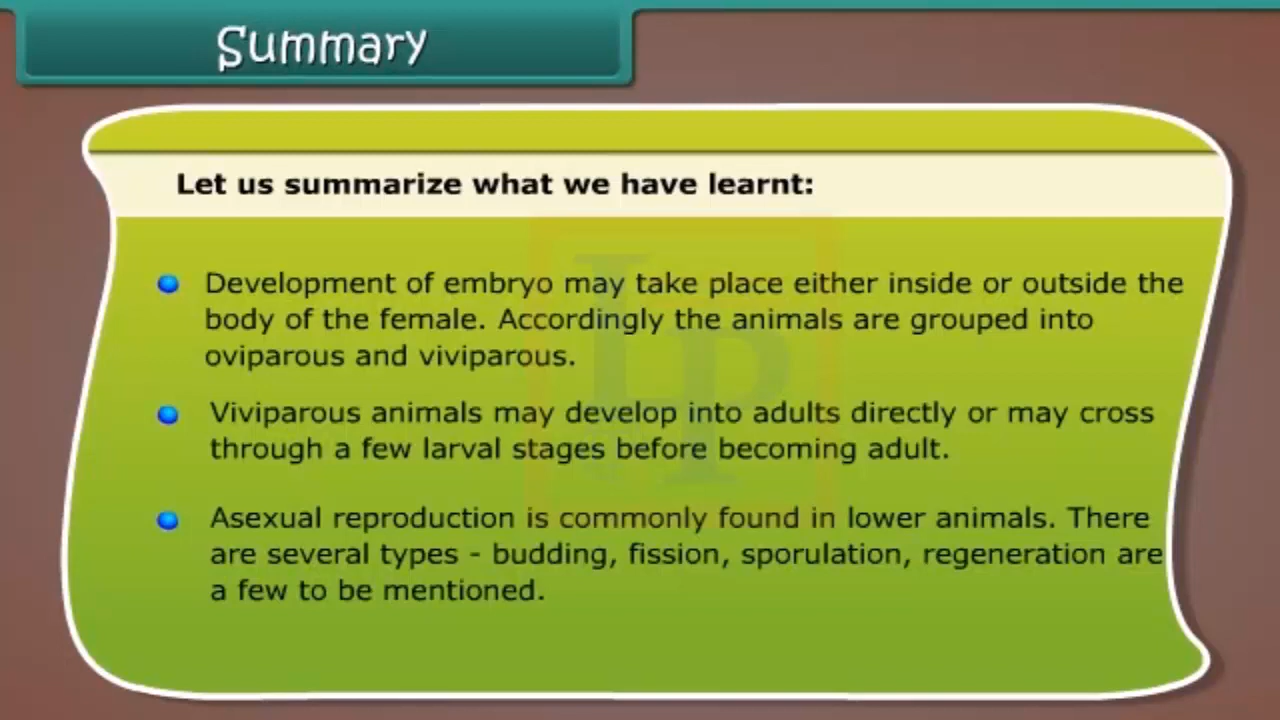 Summary
Let us summarize what we have learnt:
Development of embryo may take place either inside or outside the
body of the female. Accordingly the animals are grouped into
oviparous and viviparous.
Viviparous animals may develop into adults directly or may cross
through a few larval stages before becoming adult.
Asexual reproduction is commonly found in lower animals. There
are several types - budding, fission, sporulation, regeneration are
a few to be mentioned.
LP